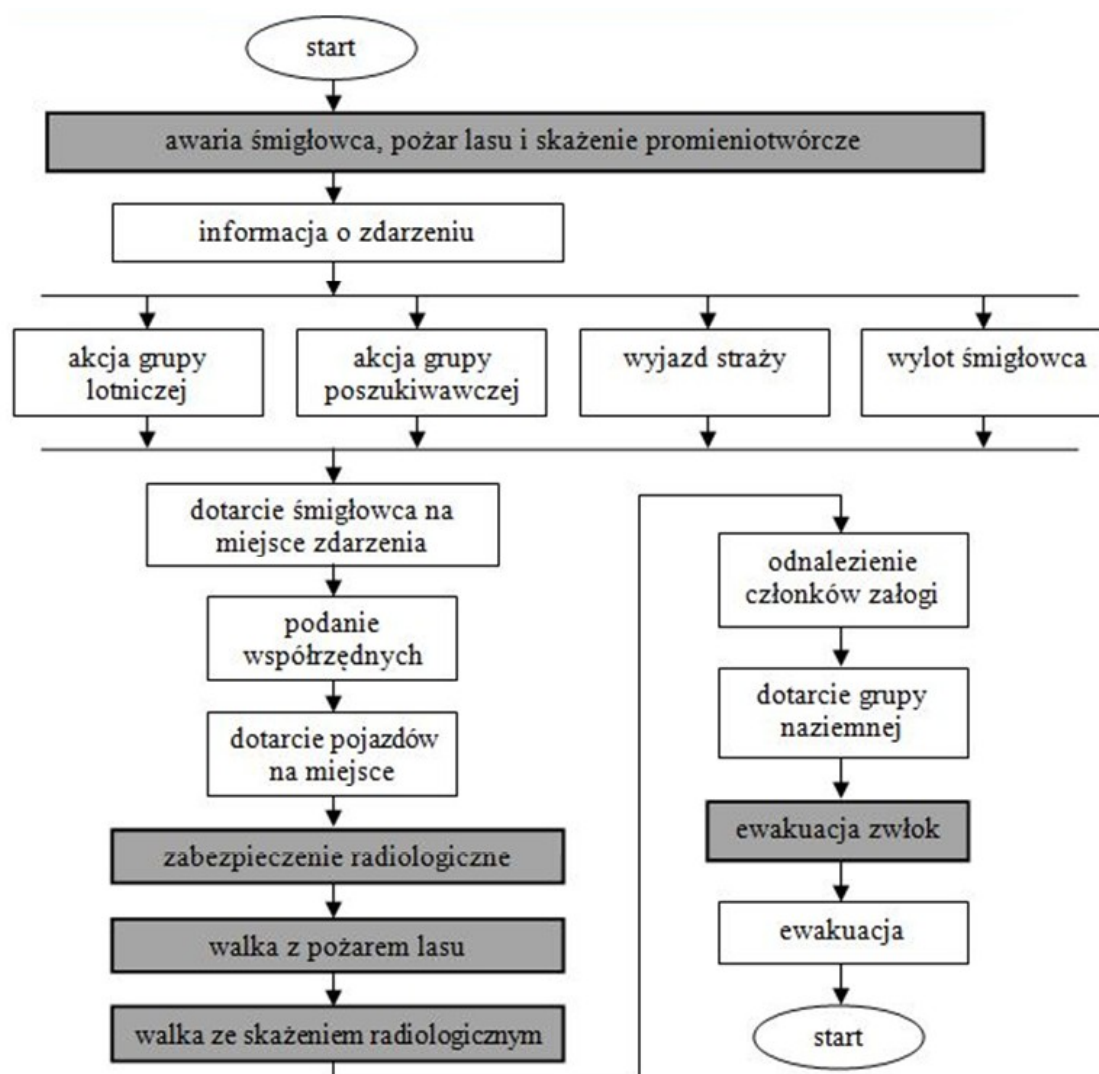 start
awaria śmigłowca, pożar lasu i skażenie promieniotwórcze
informacja o zdarzeniu
akcja grupy
lotniczej
akcja grupy
poszukiwawczej
wyjazd straży
wylot śmigłowca
dotarcie śmigłowca na
miejsce zdarzenia
podanie
współrzędnych
dotarcie pojazdów
na miejsce
zabezpieczenie radiologiczne
walka z pożarem lasu
walka ze skażeniem radiologicznym
odnalezienie
członków załogi
dotarcie grupy
naziemnej
ewakuacja zwłok
ewakuacja
start